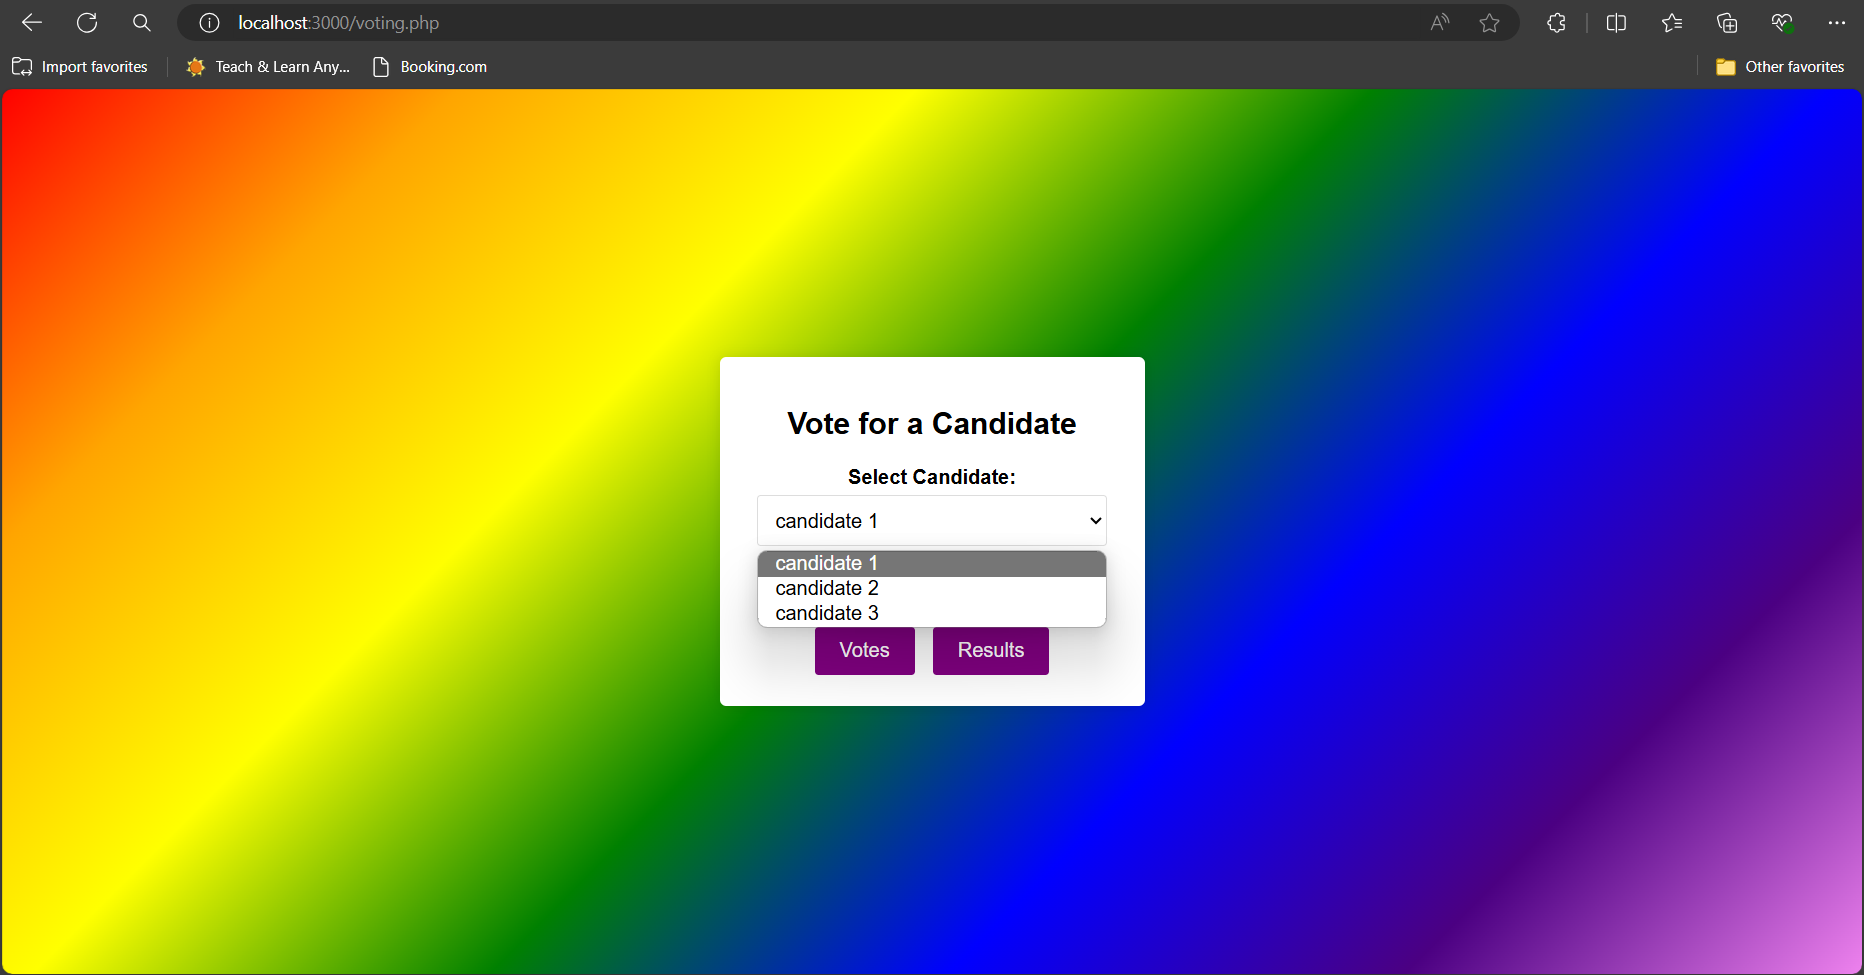 localhost:3000/voting.php
Import favorites
Teach & Learn Any...
Booking.com
Other favorites
Vote for a Candidate
Select Candidate:
candidate 1
candidate 1
candidate 2
candidate 3
Votes
Results